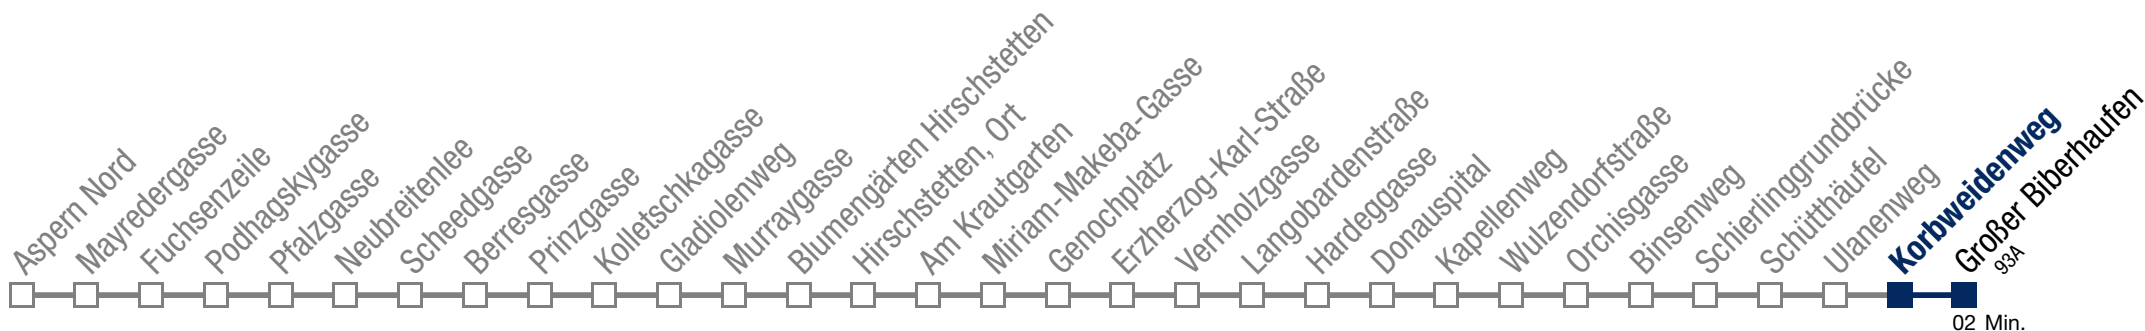 Aspern Nord
Mayredergasse
Fuchsenzeile
Podhagskygasse
Pfalzgasse
Neubreitenlee
Scheedgasse
Berresgasse
Prinzgasse
Kolletschkagasse
Gladiolenweg
Murraygasse
Blumengärten Hirschstetten
Hirschstetten, Ort
Am Krautgarten
Miriam-Makeba-Gasse
Genochplatz
Erzherzog-Karl-Straße
Vernholzgasse
Langobardenstraße
Hardeggasse
Donauspital
Kapellenweg
Wulzendorfstraße
Orchisgasse
Binsenweg
Schierlinggrundbrücke
Schütthäufel
Ulanenweg
Korbweidenweg
Großer Biberhaufen
93A
02 Min.